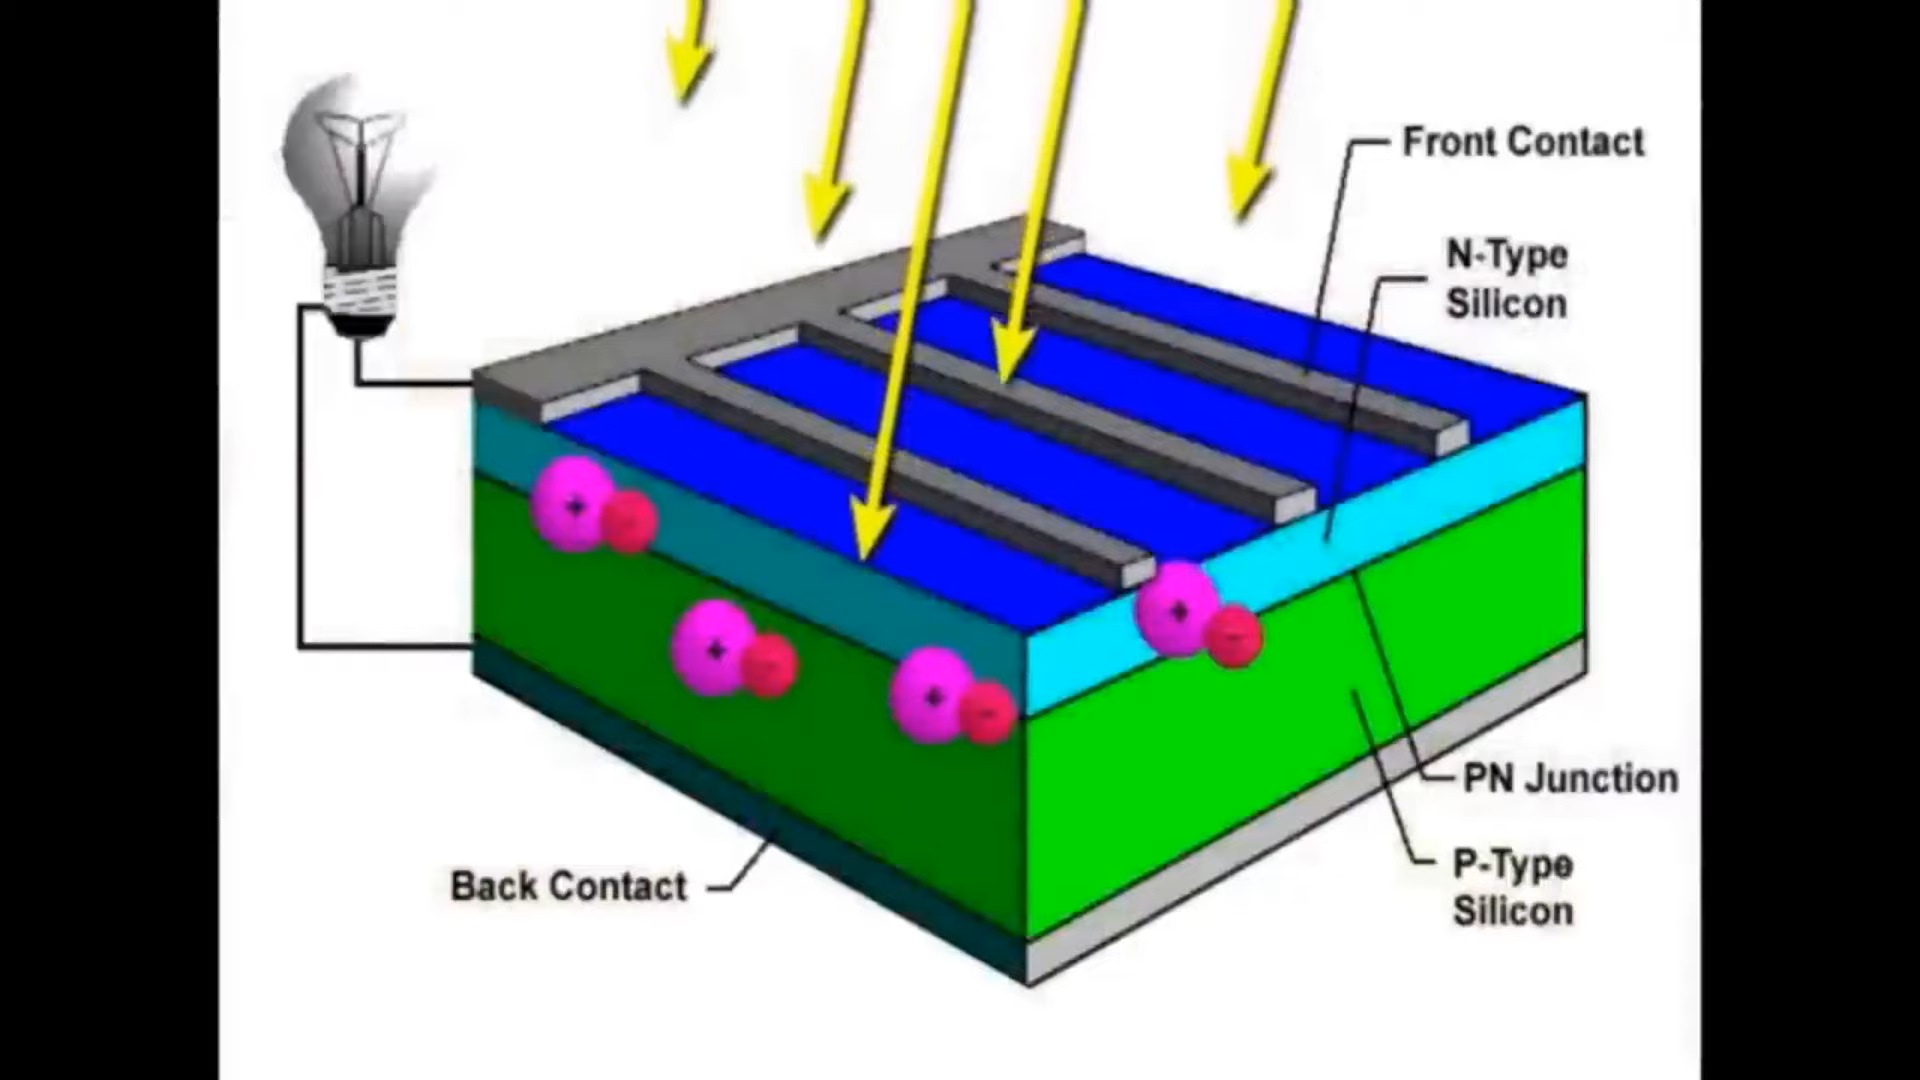 Front Contact
N-Type
Silicon
+
-
+
-
+
-
+
-
PN Junction
P-Type
Silicon
Back Contact